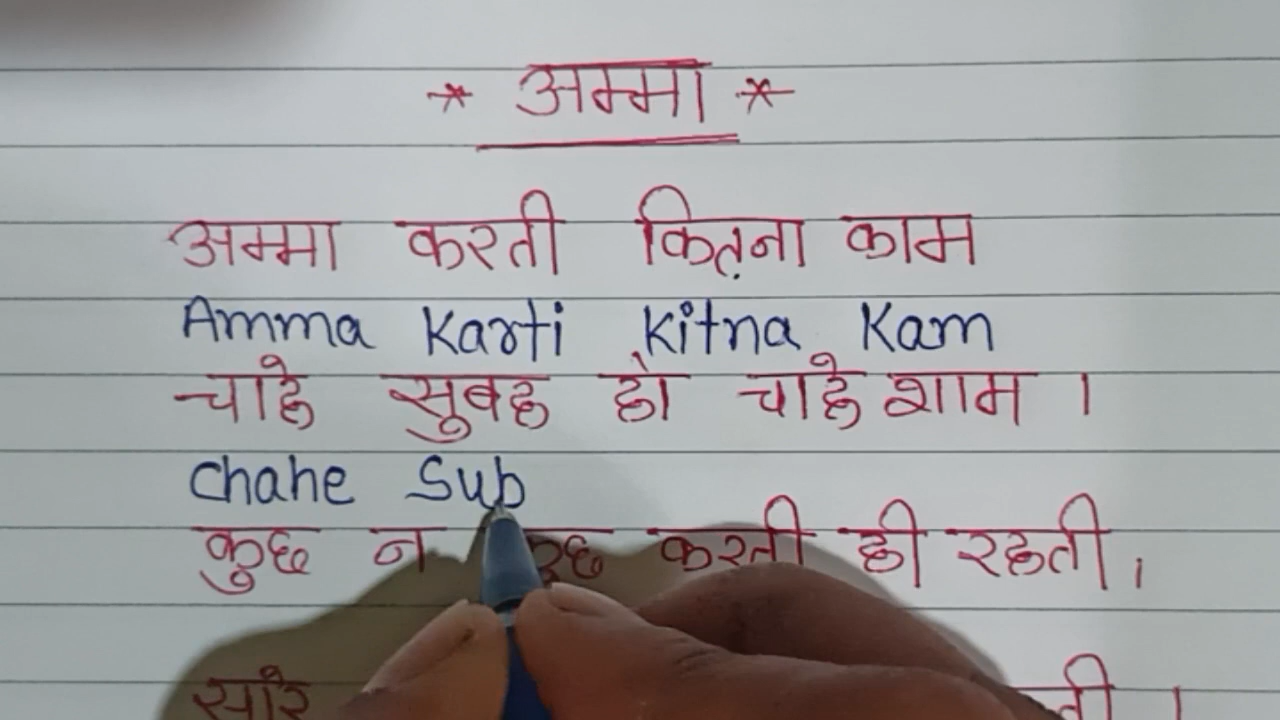 * अम्मा *
अम्मा करती कितना काम
Amma Karti Kitna Kam
चाहे सुबह हो चाहे शाम ।
Chahe Sub
कुछ न कुछ करती ही रहती ।
सारे